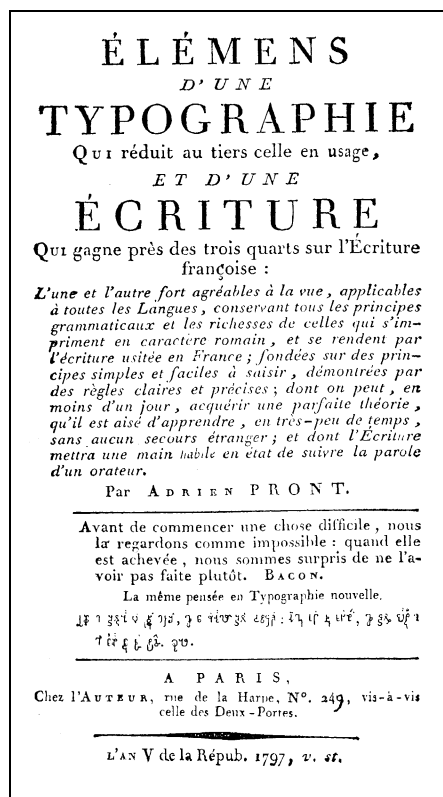 ÉLÉMENS
D'UNE
TYPOGRAPHIE
QUI réduit au tiers celle en usage,
ET D'UNE
ÉCRITURE
QUI gagne près des trois quarts sur l'Écriture
françoise :
L'une et l'autre fort agréables à la vue, applicables
à toutes les Langues, conservant tous les principes
grammaticaux et les richesses de celles qui s'im-
priment en caractère romain, et se rendent par
l'écriture usitée en France ; fondées sur des prin-
cipes simples et faciles à saisir, démontrées par
des règles claires et précises ; dont on peut, en
moins d'un jour, acquérir une parfaite théorie,
qu'il est aisé d'apprendre, en très-peu de temps,
sans aucun secours étranger ; et dont l'Écriture
mettra une main habile en état de suivre la parole
d'un orateur.
Par ADRIEN PRONT.
Avant de commencer une chose difficile, nous
la regardons comme impossible : quand elle
est achevée, nous sommes surpris de ne l'a-
voir pas faite plutôt. BACON.
La même pensée en Typographie nouvelle.
A PARIS,
Chez l'AUTEUR, rue de la Harpe, N°. 249, vis-à-vis
celle des Deux-Portes.
L'AN V de la Répub. 1797, v. st.